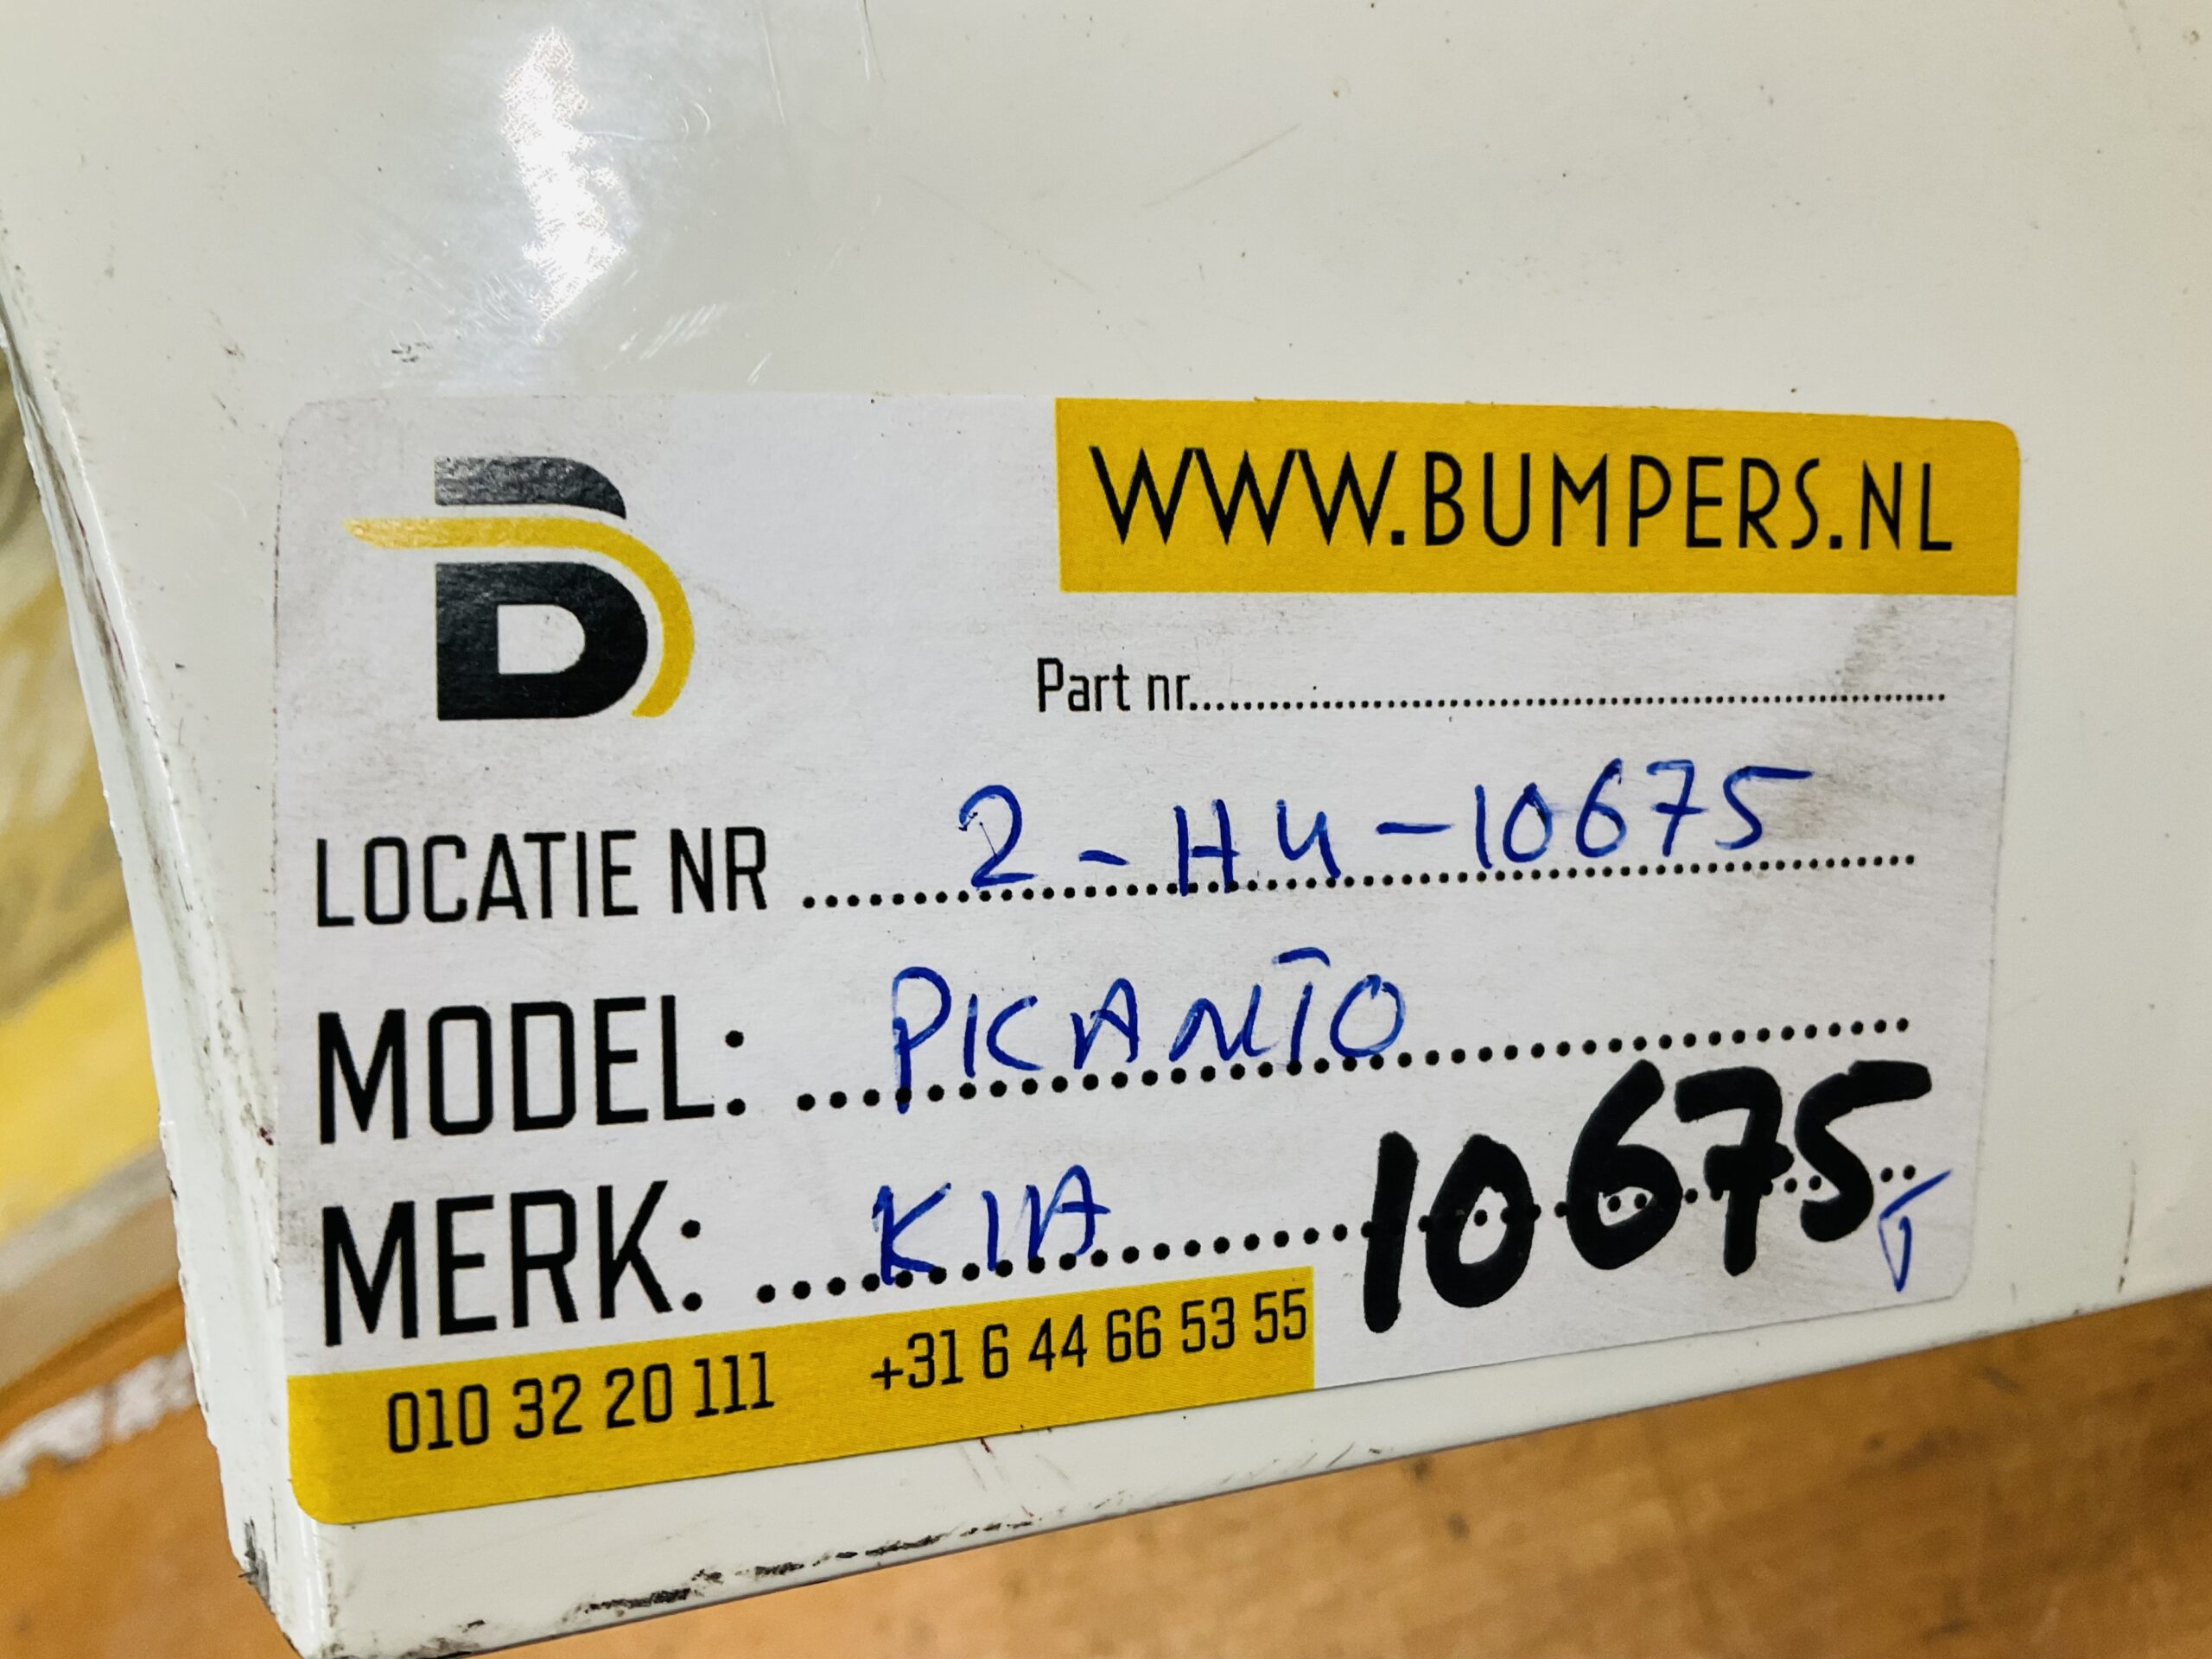 B
WWW.BUMPERS.NL
Part nr..........
LOCATIE NR .......... 2-H4-10675
MODEL: .......... PICANTO
MERK: .......... KIA 10675
010 32 20 111 +31 6 44 66 53 55